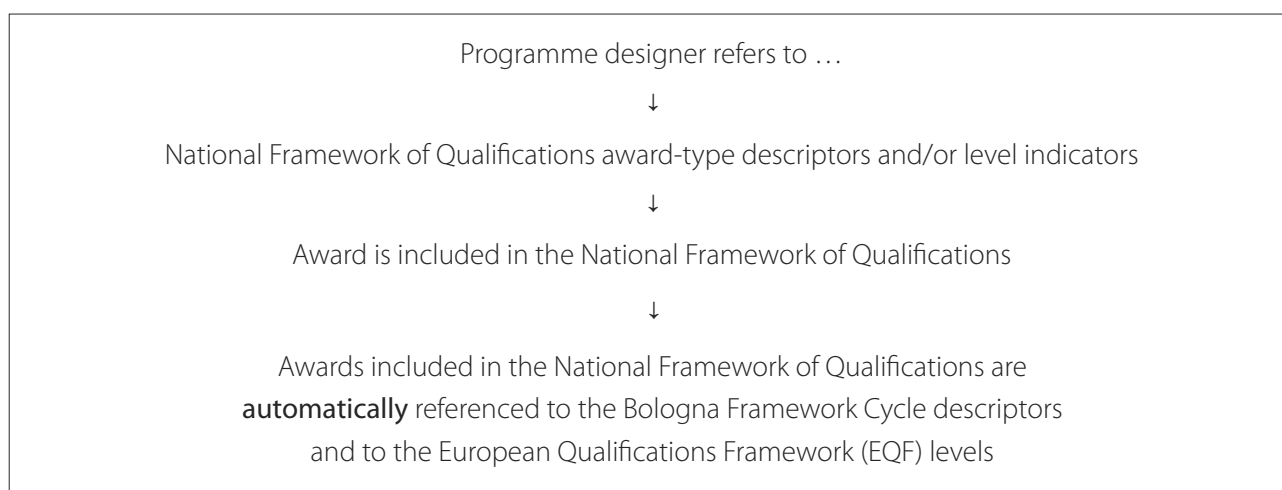 Programme designer refers to …
↓
National Framework of Qualifications award-type descriptors and/or level indicators
↓
Award is included in the National Framework of Qualifications
↓
Awards included in the National Framework of Qualifications are
automatically referenced to the Bologna Framework Cycle descriptors
and to the European Qualifications Framework (EQF) levels